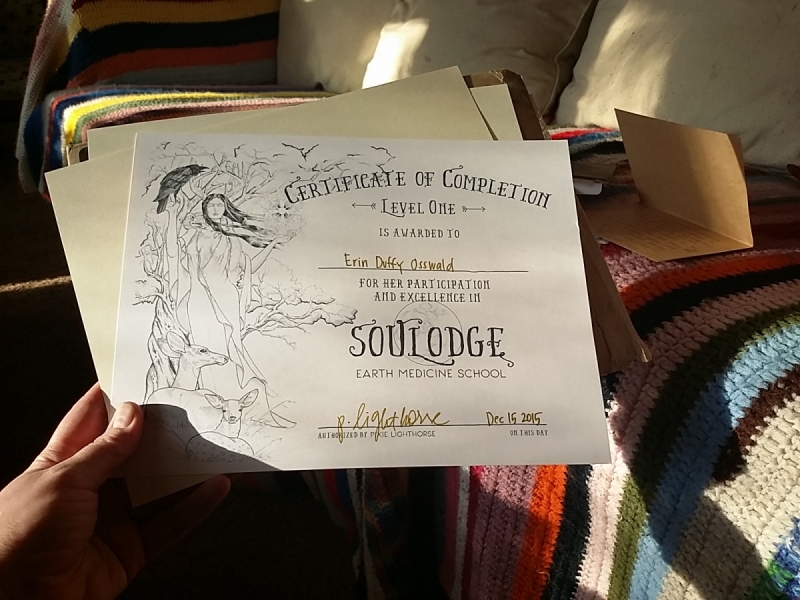 CERTIFICATE OF COMPLETION
LEVEL ONE
IS AWARDED TO
Erin Duffy Osswald
FOR HER PARTICIPATION
AND EXCELLENCE IN
SOULODGE
EARTH MEDICINE SCHOOL
p. lighthorse Dec 15 2015
AUTHORIZED BY PIXIE LIGHTHORSE ON THIS DAY